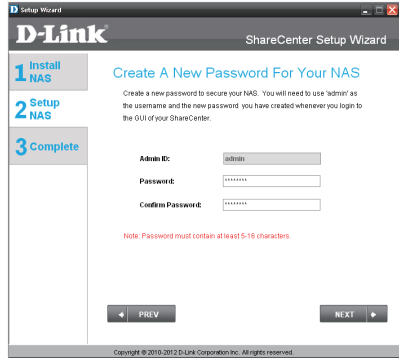 Setup Wizard
D-Link
ShareCenter Setup Wizard
1 Install
NAS
2 Setup
NAS
3 Complete
Create A New Password For Your NAS
Create a new password to secure your NAS. You will need to use 'admin' as
the username and the new password you have created whenever you login to
the GUI of your ShareCenter.
Admin ID: admin
Password: ********
Confirm Password: ********
Note: Password must contain at least 5-16 characters.
PREV
NEXT
Copyright © 2010-2012 D-Link Corporation Inc. All rights reserved.